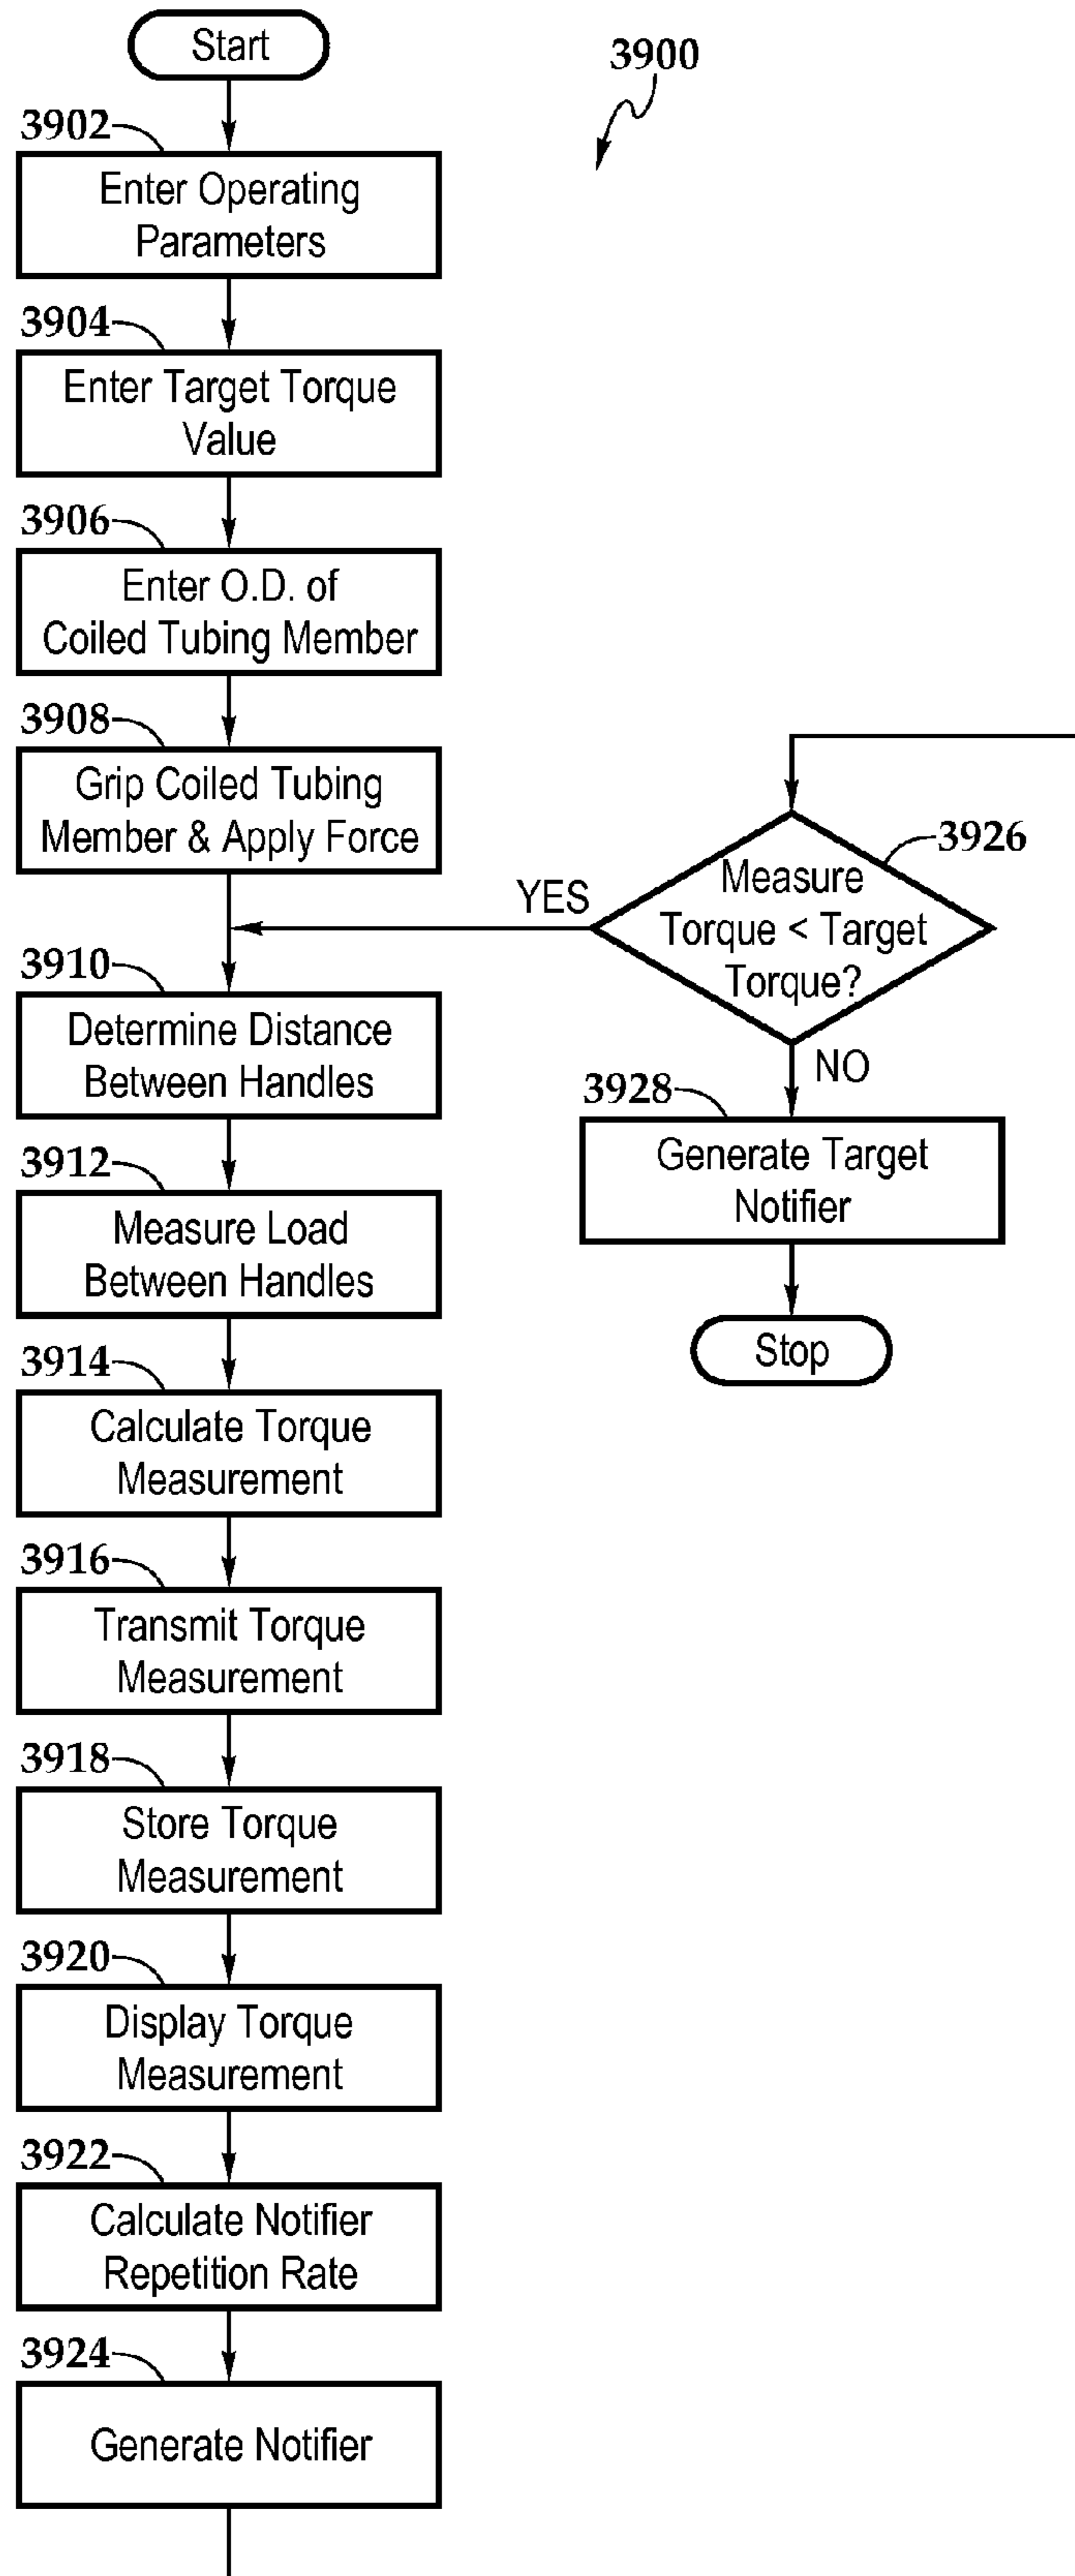 Start
3900
3902
Enter Operating
Parameters
3904
Enter Target Torque
Value
3906
Enter O.D. of
Coiled Tubing Member
3908
Grip Coiled Tubing
Member & Apply Force
3910
Determine Distance
Between Handles
3912
Measure Load
Between Handles
3914
Calculate Torque
Measurement
3916
Transmit Torque
Measurement
3918
Store Torque
Measurement
3920
Display Torque
Measurement
3922
Calculate Notifier
Repetition Rate
3924
Generate Notifier
3926
Measure
Torque < Target
Torque?
YES
NO
3928
Generate Target
Notifier
Stop